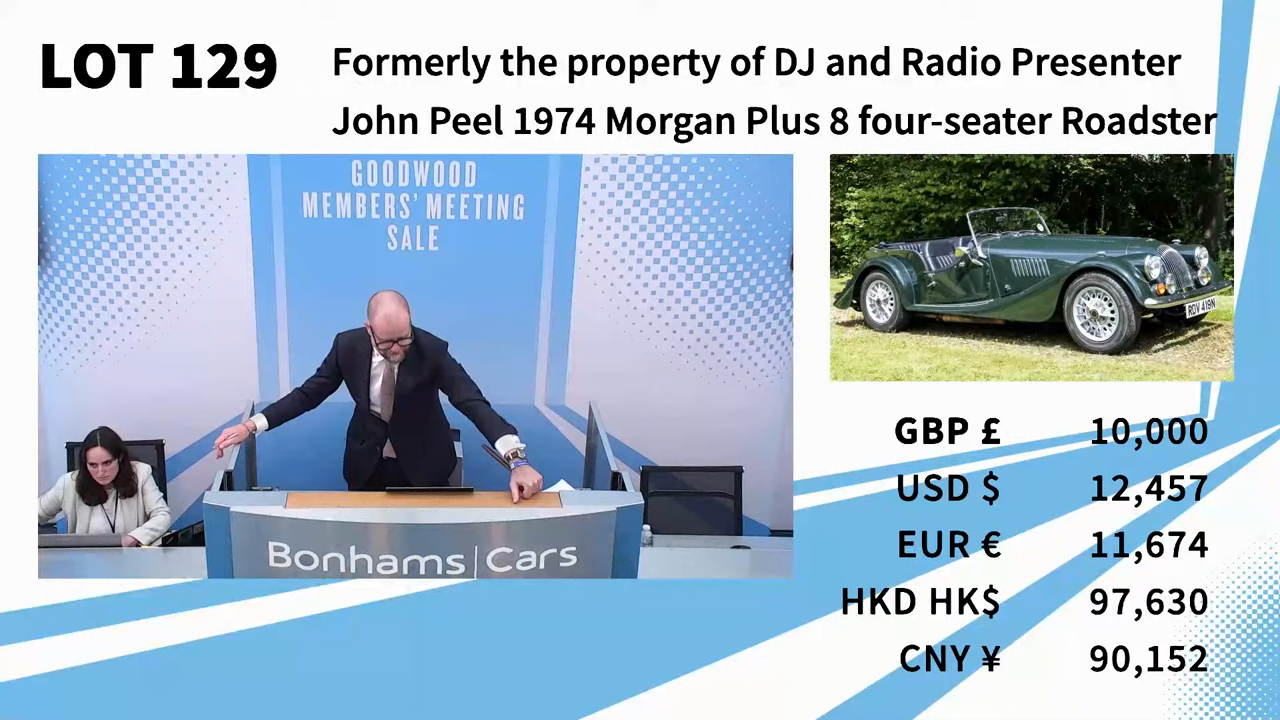 LOT 129
Formerly the property of DJ and Radio Presenter
John Peel 1974 Morgan Plus 8 four-seater Roadster
GOODWOOD
MEMBERS' MEETING
SALE
Bonhams|Cars
RDV 419N
GBP £ 10,000
USD $ 12,457
EUR € 11,674
HKD HK$ 97,630
CNY ¥ 90,152